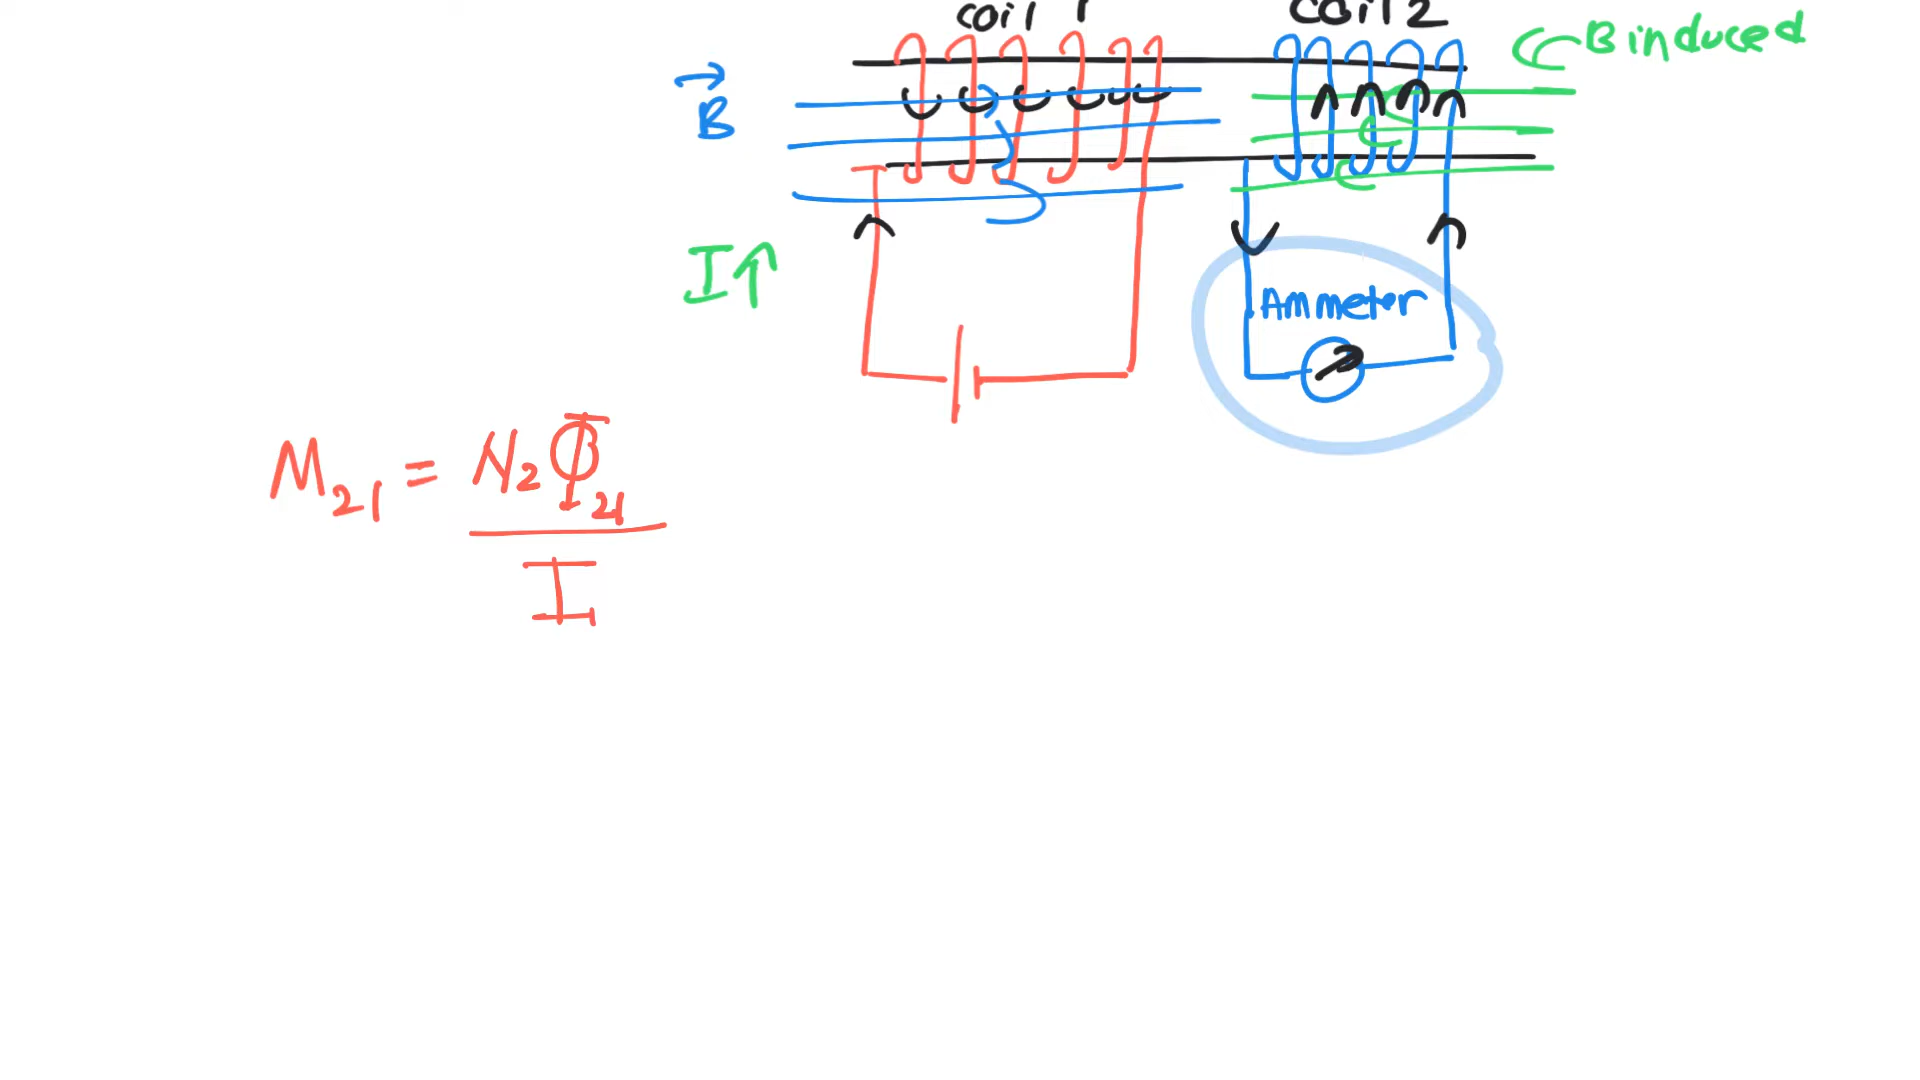 coil 1
coil 2
B induced
B
I↑
Ammeter
M₂₁ = N₂Φ₂₁
I